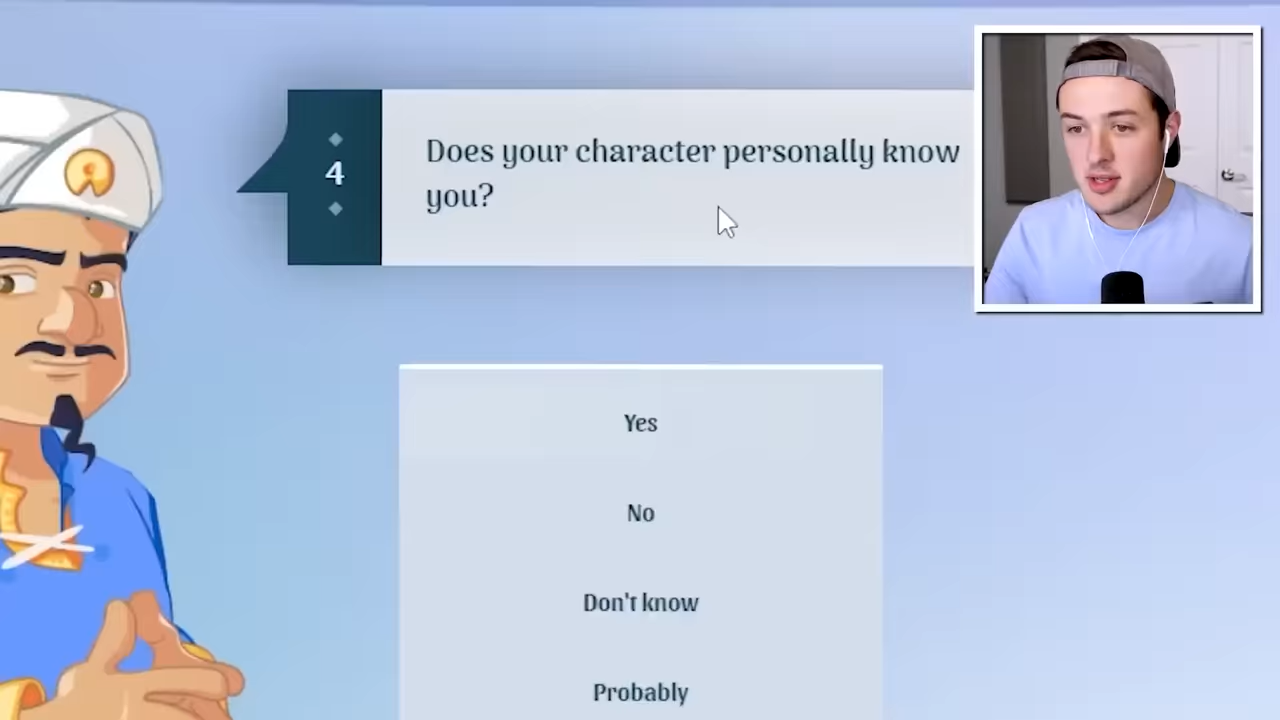 4
Does your character personally know
you?
Yes
No
Don't know
Probably